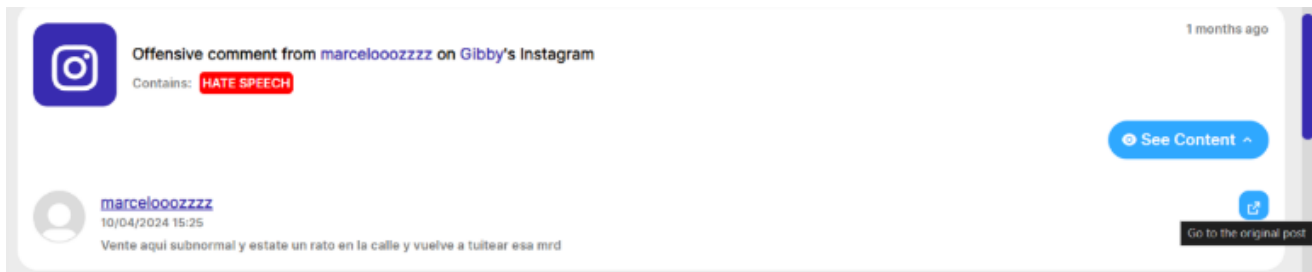 1 months ago
Offensive comment from marcelooozzzz on Gibby's Instagram
Contains: HATE SPEECH
See Content
marcelooozzzz
10/04/2024 15:25
Vente aqui subnormal y estate un rato en la calle y vuelve a tuitear esa mrd
Go to the original post